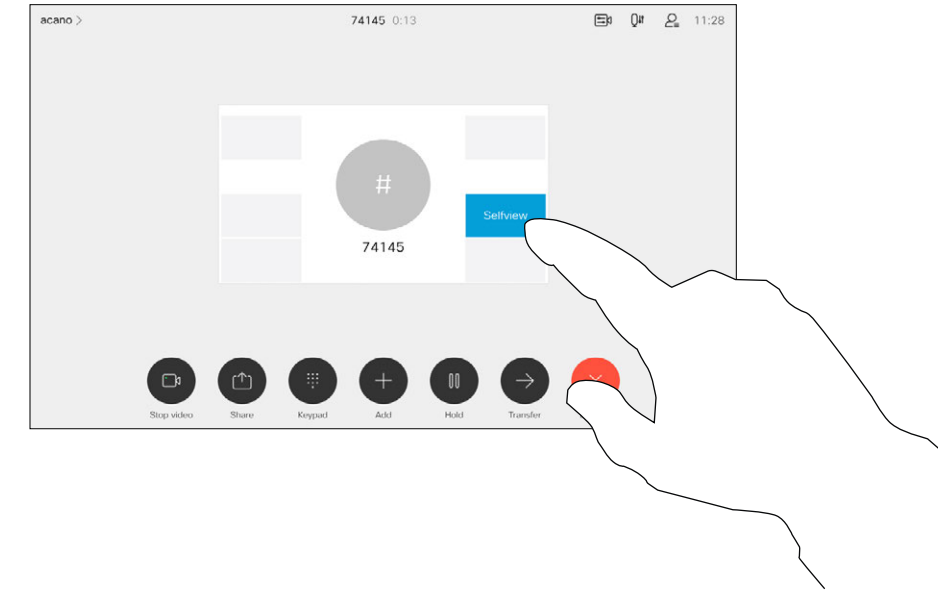 acano >
74145 0:13
11:28
#
74145
Selfview
Stop video
Share
Keypad
Add
Hold
Transfer